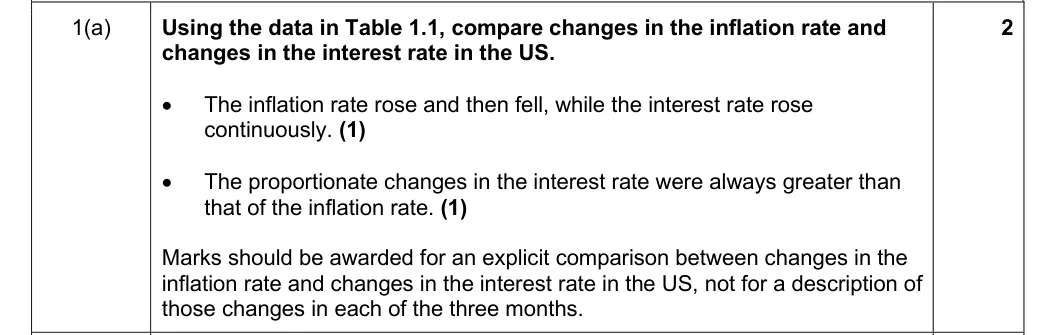 1(a)
Using the data in Table 1.1, compare changes in the inflation rate and
changes in the interest rate in the US.
2
• The inflation rate rose and then fell, while the interest rate rose
continuously. (1)
• The proportionate changes in the interest rate were always greater than
that of the inflation rate. (1)
Marks should be awarded for an explicit comparison between changes in the
inflation rate and changes in the interest rate in the US, not for a description of
those changes in each of the three months.